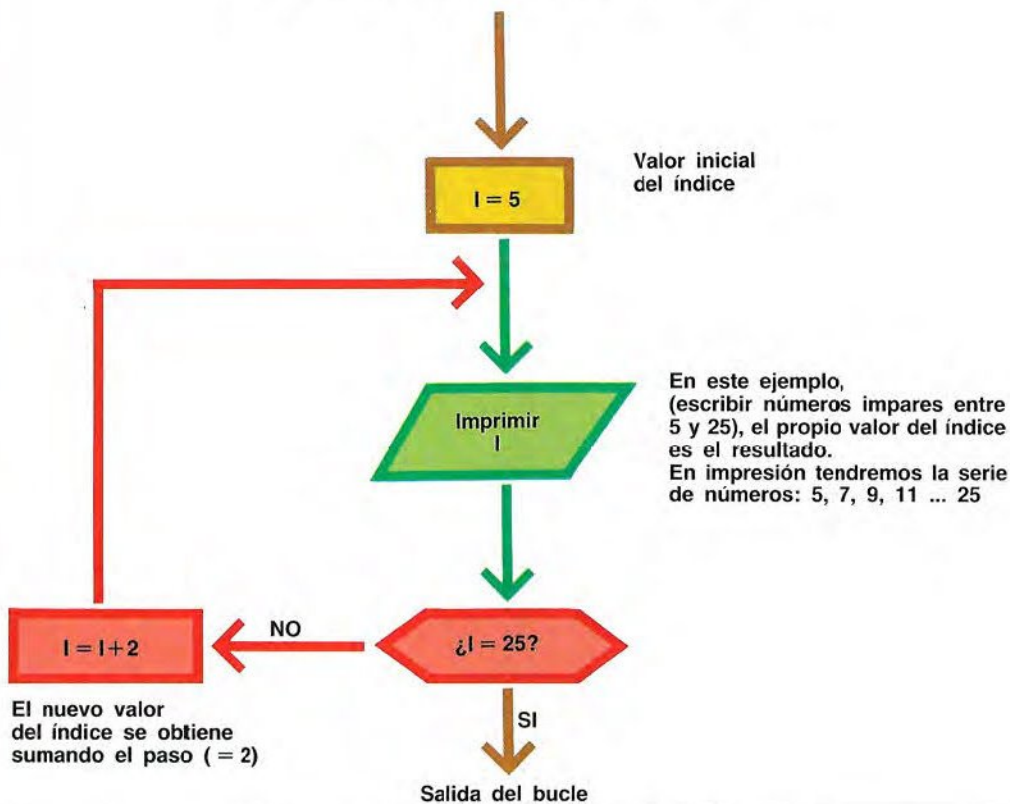 Valor inicial
del índice
I = 5
Imprimir
I
En este ejemplo,
(escribir números impares entre
5 y 25), el propio valor del índice
es el resultado.
En impresión tendremos la serie
de números: 5, 7, 9, 11 ... 25
¿I = 25?
NO
I = I+2
El nuevo valor
del índice se obtiene
sumando el paso ( = 2)
SI
Salida del bucle